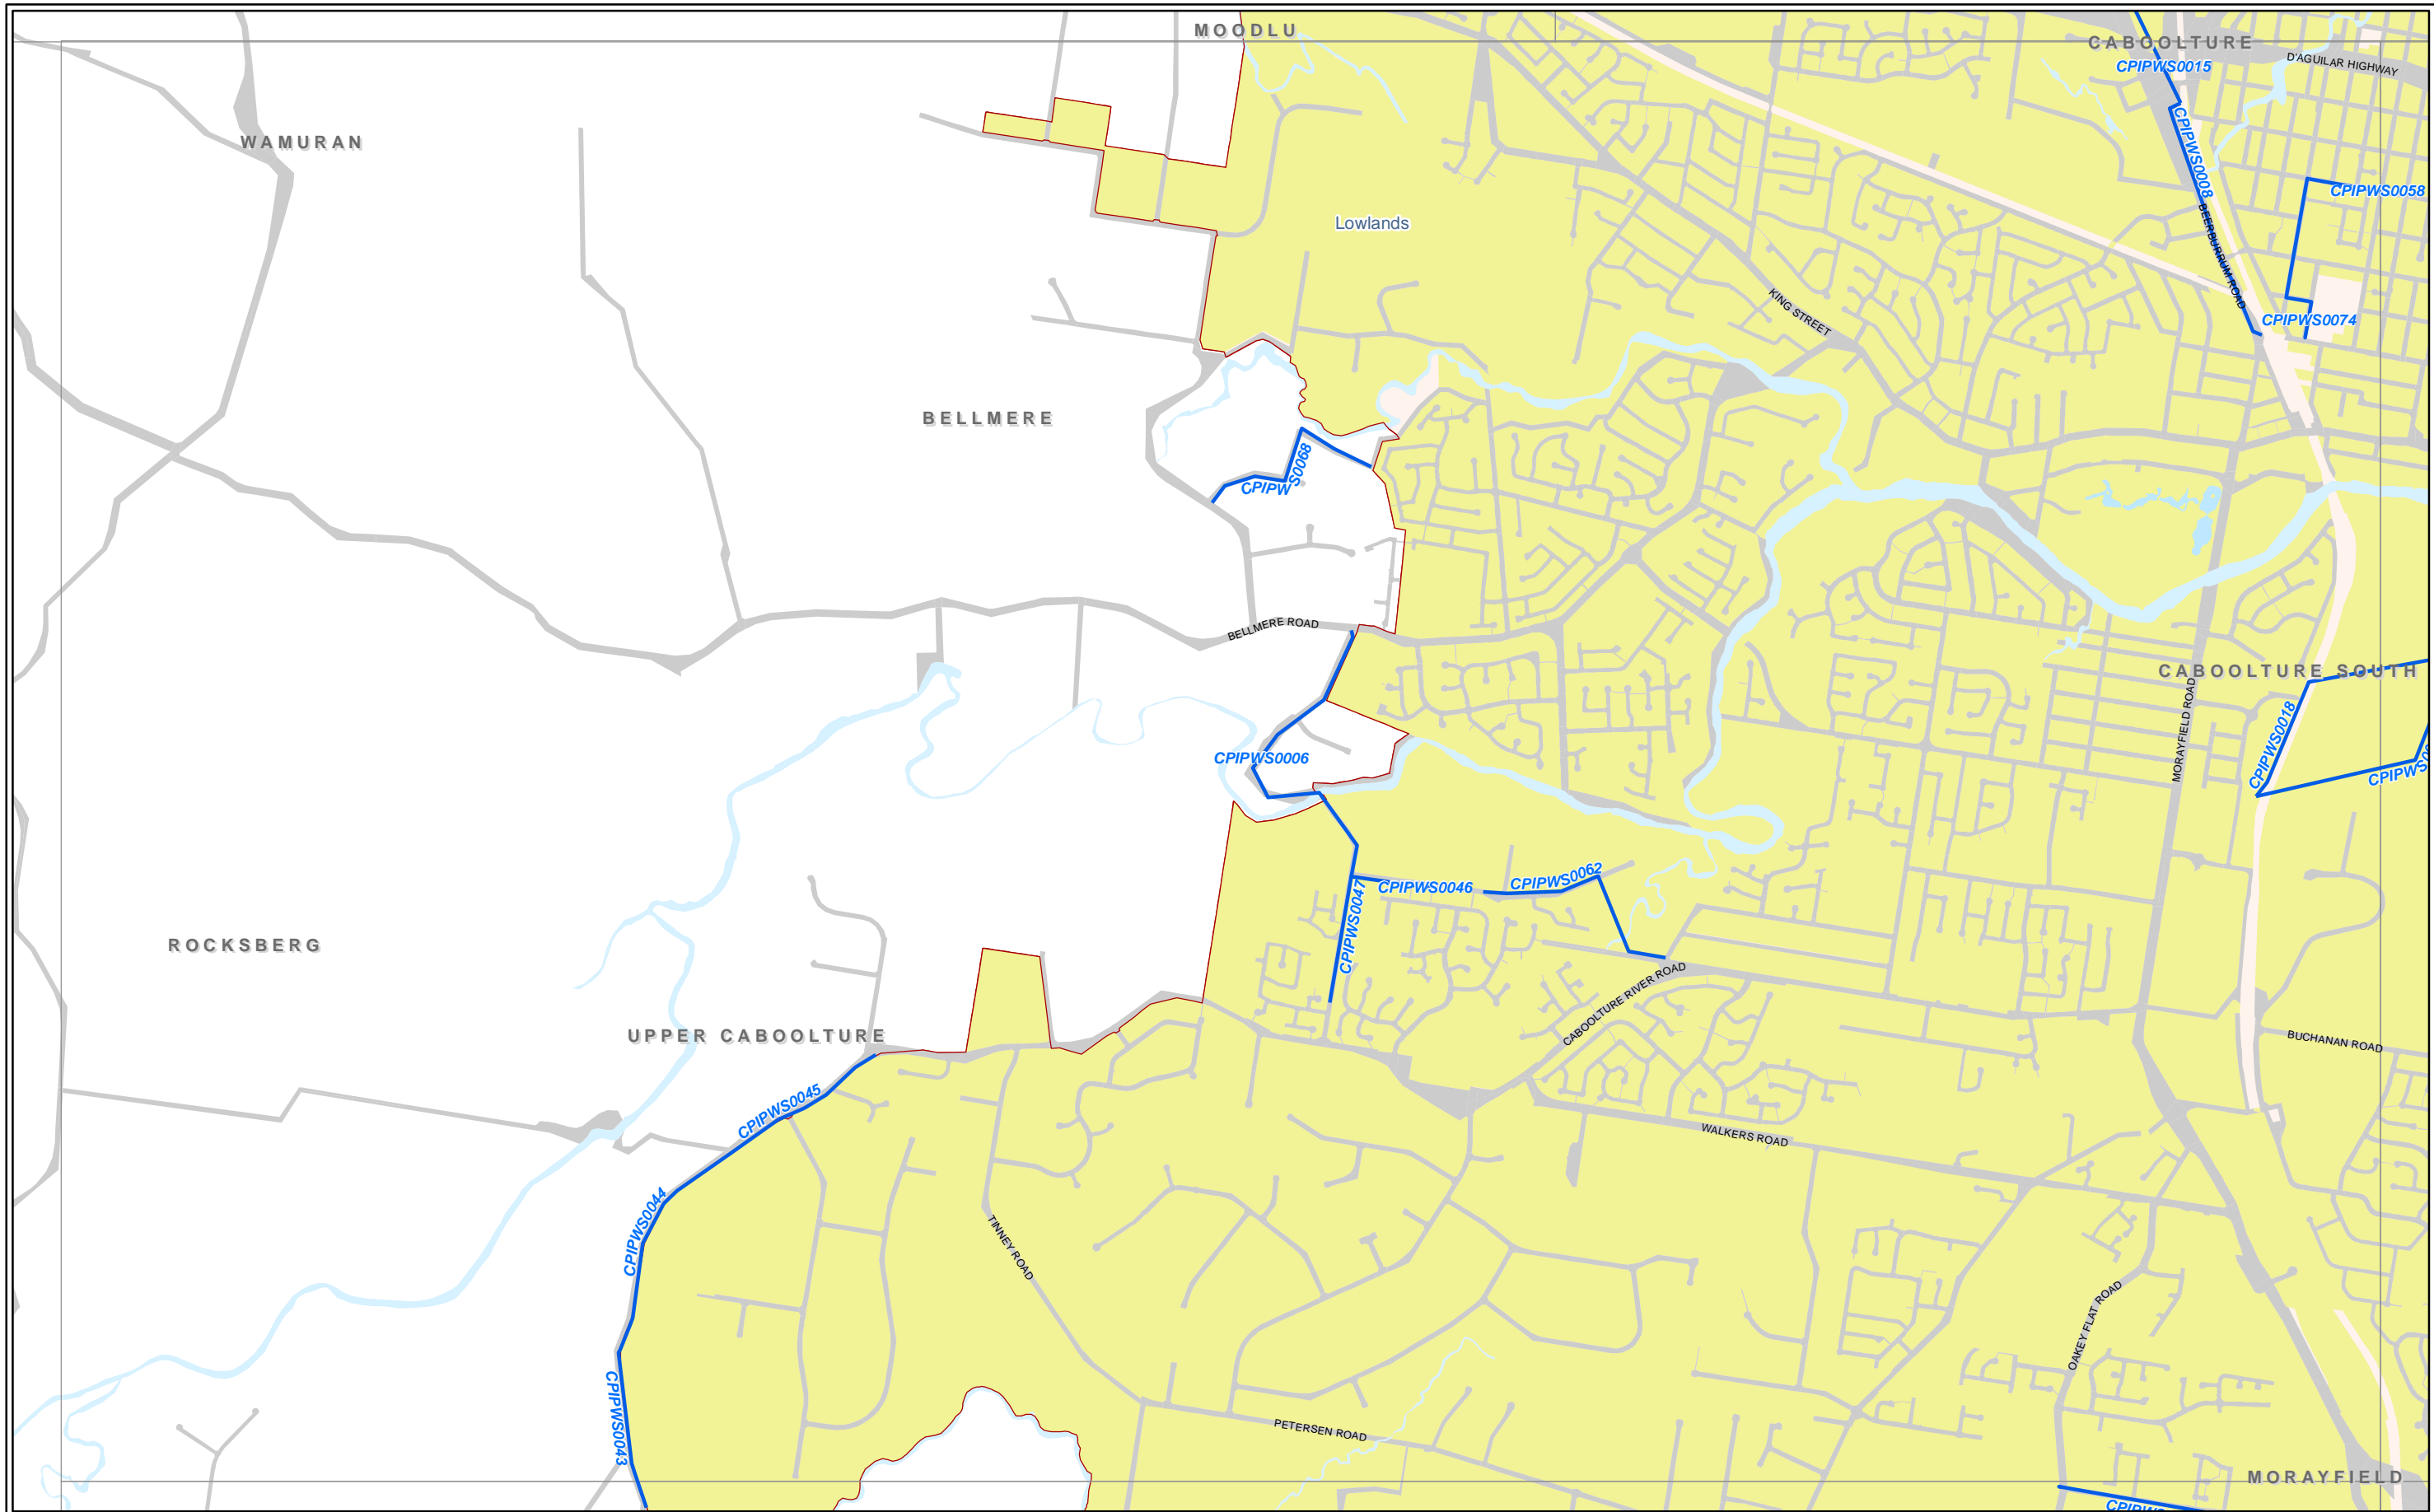 MOODLU
CABOOLTURE
D'AGUILAR HIGHWAY
CPIPWS0015
WAMURAN
CPIPWS0008
CPIPWS0058
Lowlands
BEERBURRUM ROAD
KING STREET
CPIPWS0074
BELLMERE
CPIPWS0068
BELLMERE ROAD
CABOOLTURE SOUTH
MORAYFIELD ROAD
CPIPWS0018
CPIPWS0006
CPIPWS0
CPIPWS0062
CPIPWS0046
CPIPWS0047
ROCKSBERG
CABOOLTURE RIVER ROAD
UPPER CABOOLTURE
BUCHANAN ROAD
CPIPWS0045
WALKERS ROAD
CPIPWS0044
TINNEY ROAD
OAKEY FLAT ROAD
CPIPWS0043
PETERSEN ROAD
MORAYFIELD